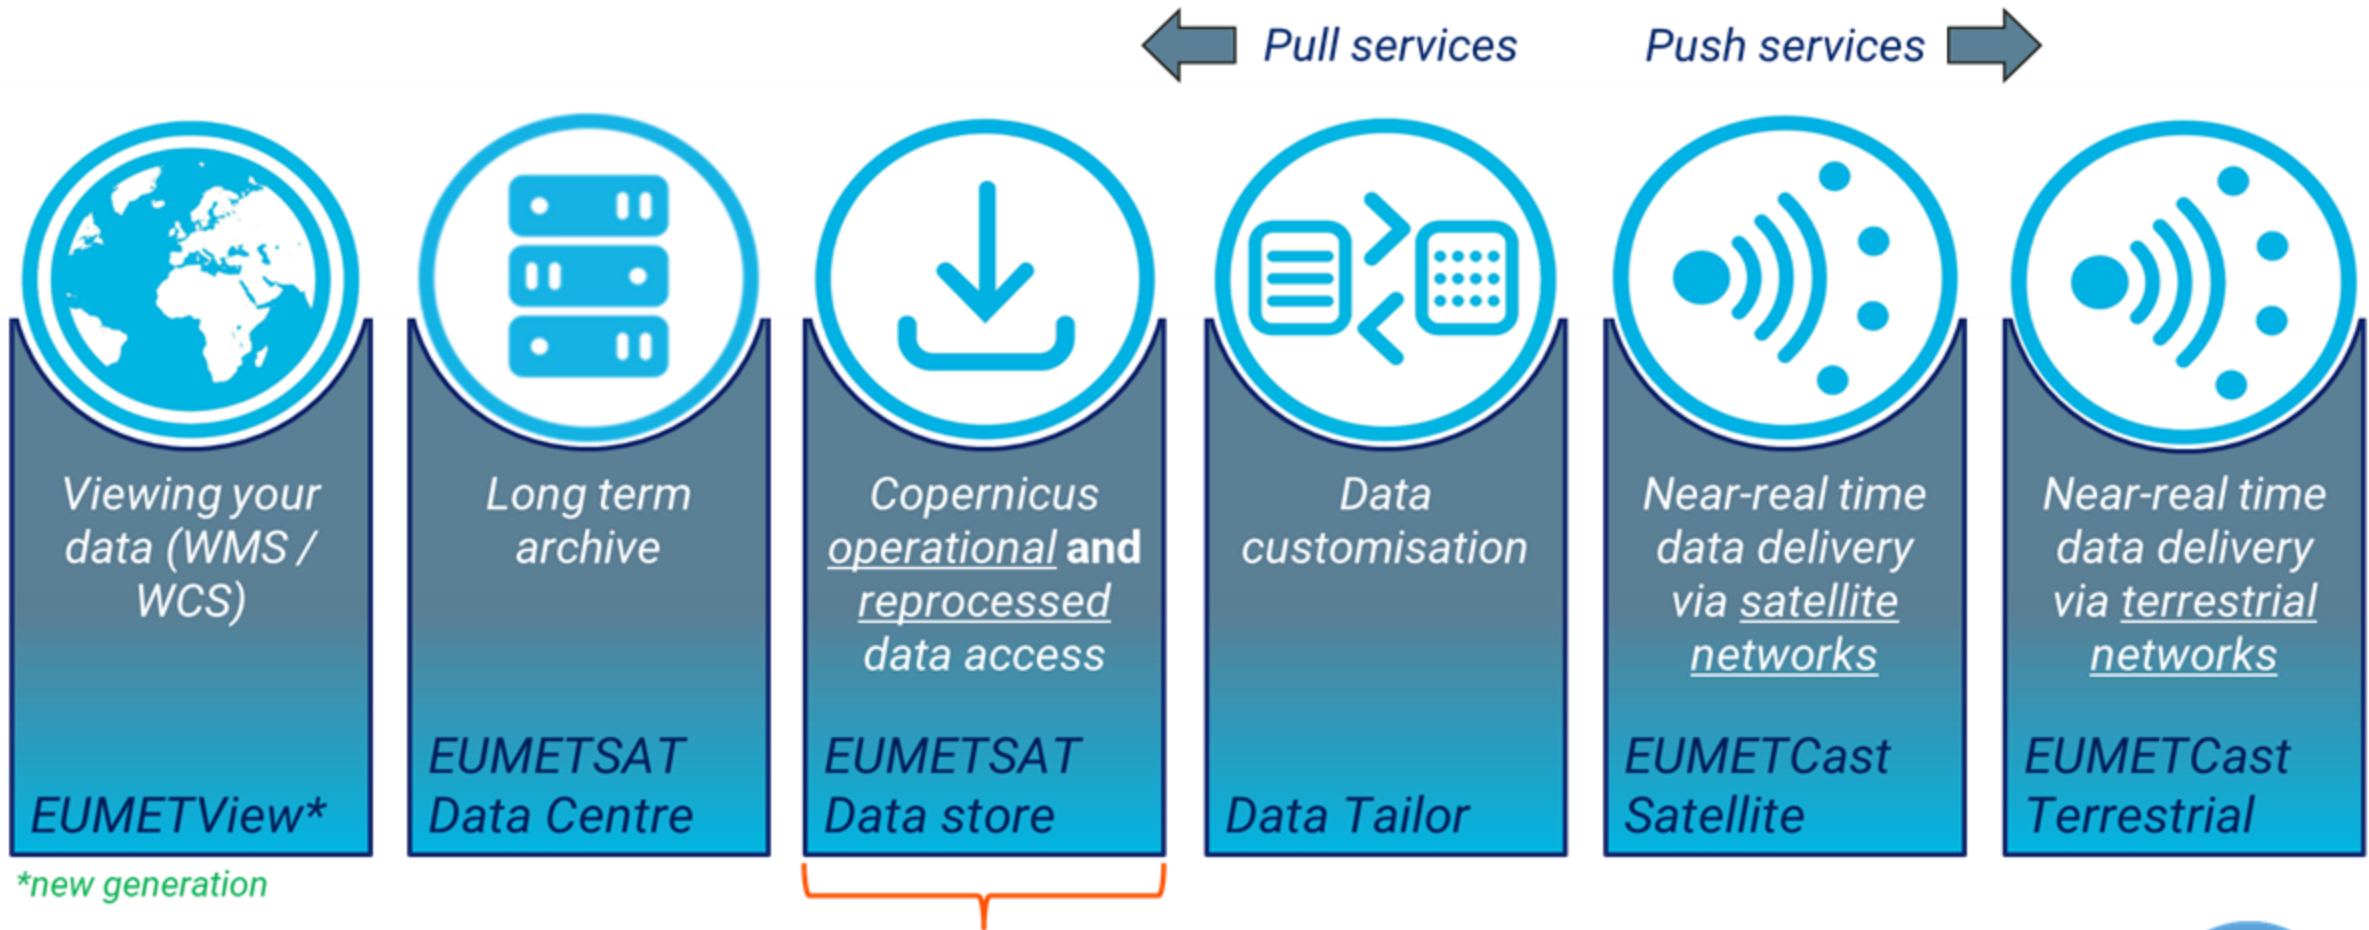 Pull services
Push services
Viewing your
data (WMS /
WCS)
EUMETView*
*new generation
Long term
archive
EUMETSAT
Data Centre
Copernicus
operational and
reprocessed
data access
EUMETSAT
Data store
Data
customisation
Data Tailor
Near-real time
data delivery
via satellite
networks
EUMETCast
Satellite
Near-real time
data delivery
via terrestrial
networks
EUMETCast
Terrestrial